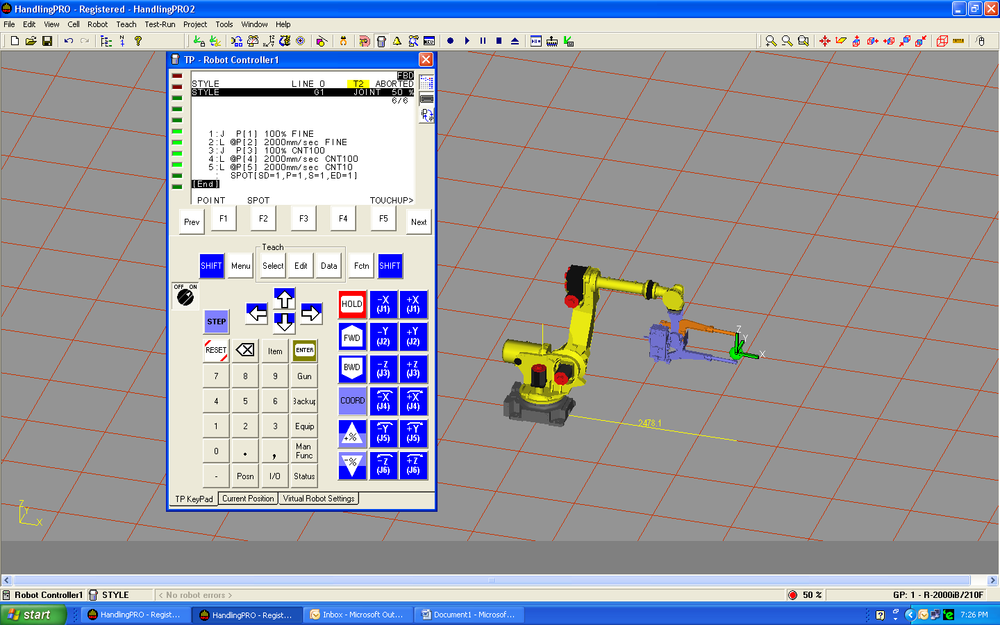 HandlingPRO - Registered - HandlingPRO2
File Edit View Cell Robot Teach Test-Run Project Tools Window Help
TP - Robot Controller1
FBD
STYLE LINE 0 T2 ABORTED
STYLE G1 JOINT 50 %
6/6
1:J P[1] 100% FINE
2:L @P[2] 2000mm/sec FINE
3:J P[3] 100% CNT100
4:L @P[4] 2000mm/sec CNT100
5:L @P[5] 2000mm/sec CNT10
: SPOT[SD=1,P=1,S=1,ED=1]
[End]
POINT SPOT TOUCHUP>
Prev F1 F2 F3 F4 F5 Next
Teach
SHIFT Menu Select Edit Data Fctn SHIFT
OFF ON
HOLD -X (J1) +X (J1)
STEP
FWD -Y (J2) +Y (J2)
RESET Item ENTER
BWD -Z (J3) +Z (J3)
7 8 9 Gun
4 5 6 Backup
COORD -X (J4) +X (J4)
1 2 3 Equip
+% -Y (J5) +Y (J5)
0 . , Man Func
-% -Z (J6) +Z (J6)
- Posn I/O Status
TP KeyPad Current Position Virtual Robot Settings
Z
Y
X
2478.1
Z
Y
X
Robot Controller1 STYLE < No robot errors > 50 % GP: 1 - R-2000iB/210F
start HandlingPRO - Regist... HandlingPRO - Regist... Inbox - Microsoft Out... Document1 - Microsof... 7:26 PM